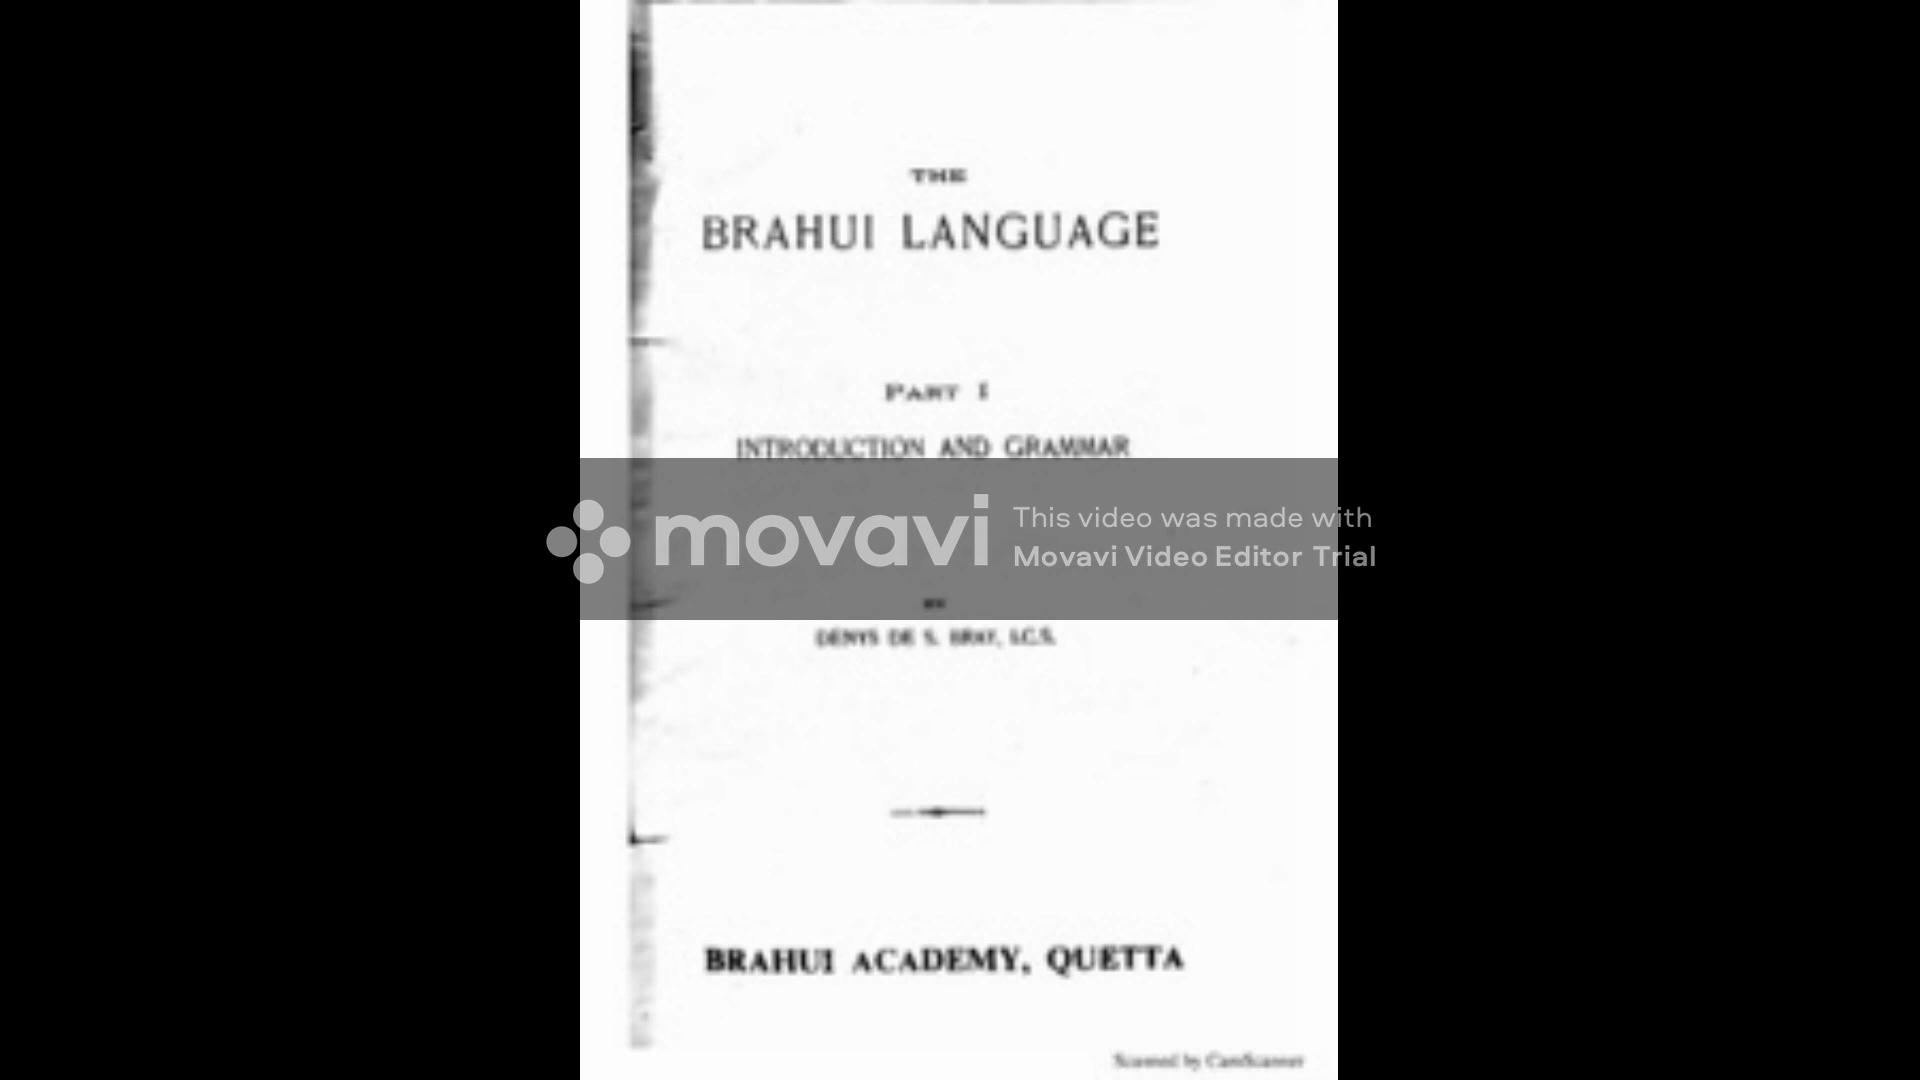 THE
BRAHUI LANGUAGE
PART I
INTRODUCTION AND GRAMMAR
movavi
This video was made with
Movavi Video Editor Trial
BY
DENYS DE S. BRAY, I.C.S.
BRAHUI ACADEMY, QUETTA
Scanned by CamScanner